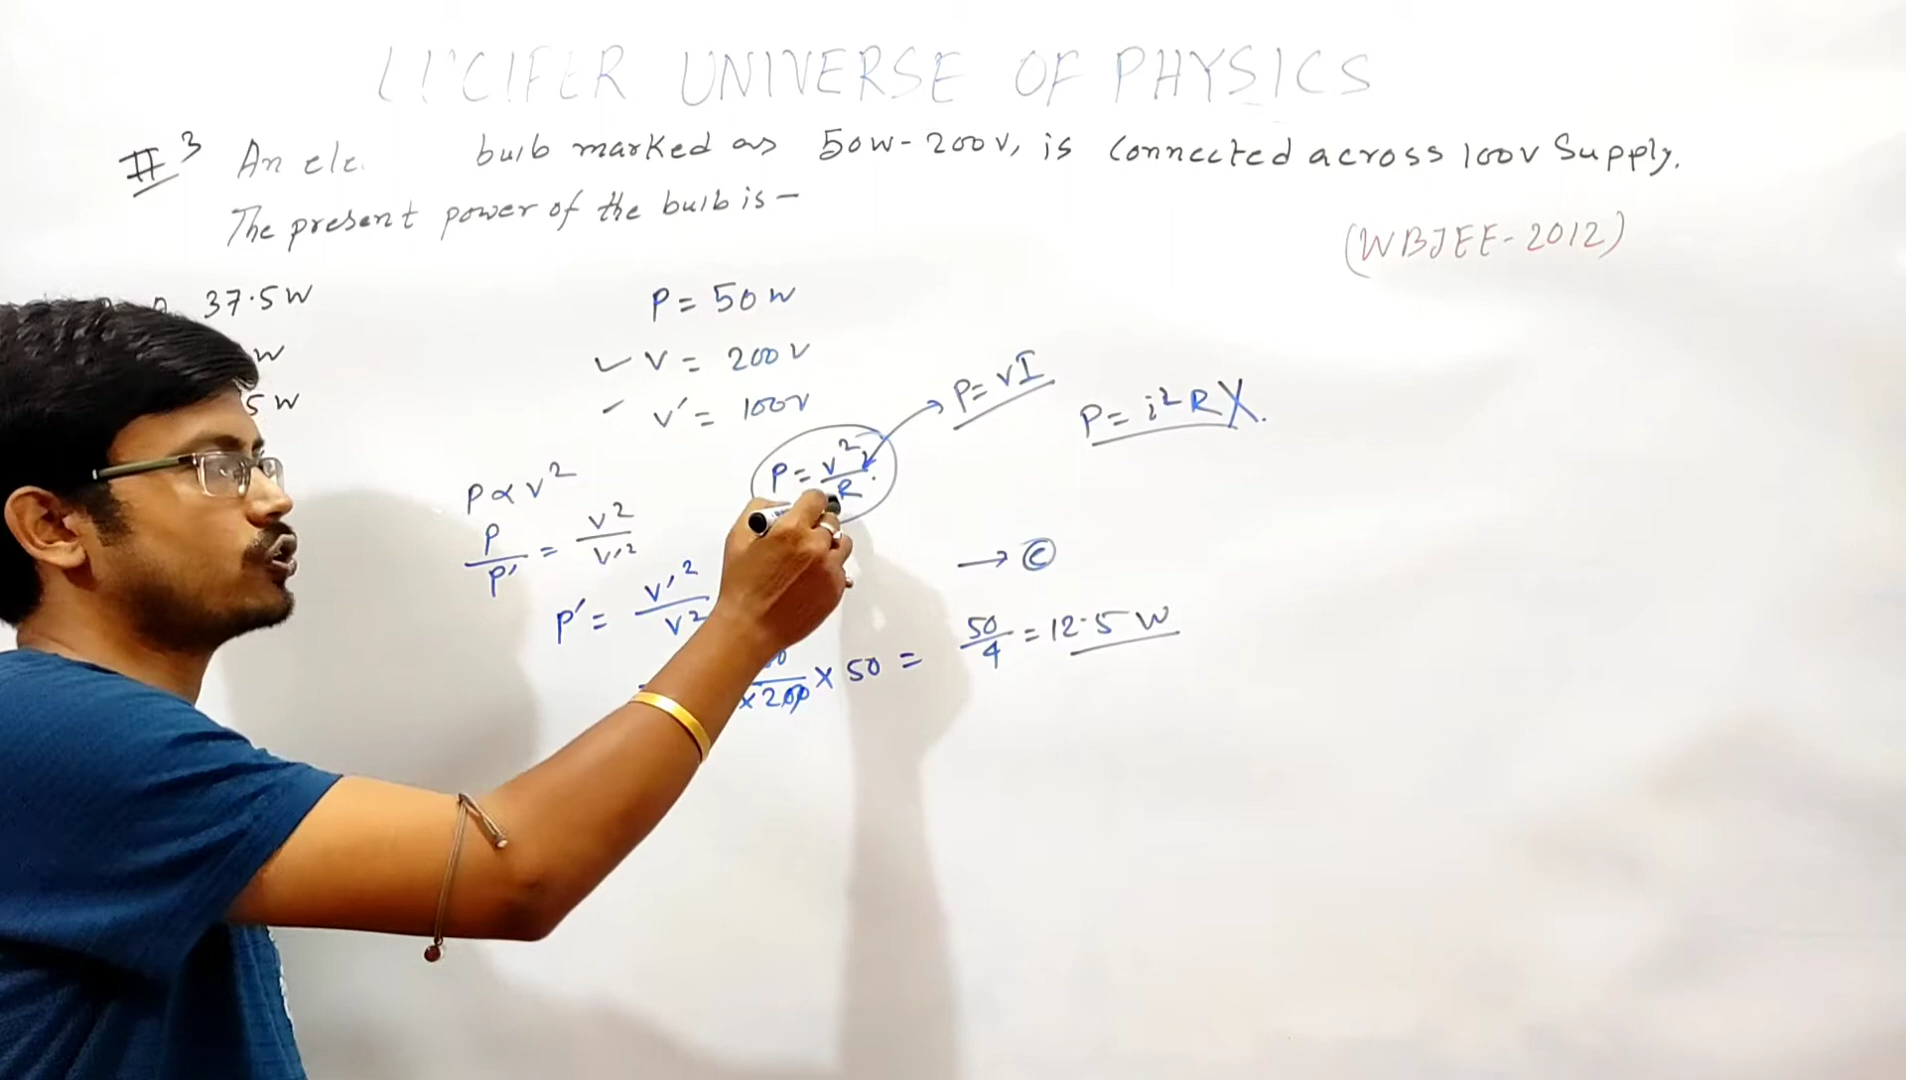 LUCIFER UNIVERSE OF PHYSICS
# 3 An ele. bulb marked as 50W-200V, is connected across 100V Supply.
The present power of the bulb is —
(WBJEE-2012)
37.5W
W
5W
P = 50W
✓ V = 200V
✓ V' = 100V
P = V²/R
P = VI
P = i²R X.
P ∝ V²
P/P' = V²/V'²
P' = V'²/V²
× 200 × 50 = 50/4 = 12.5 W
→ ©